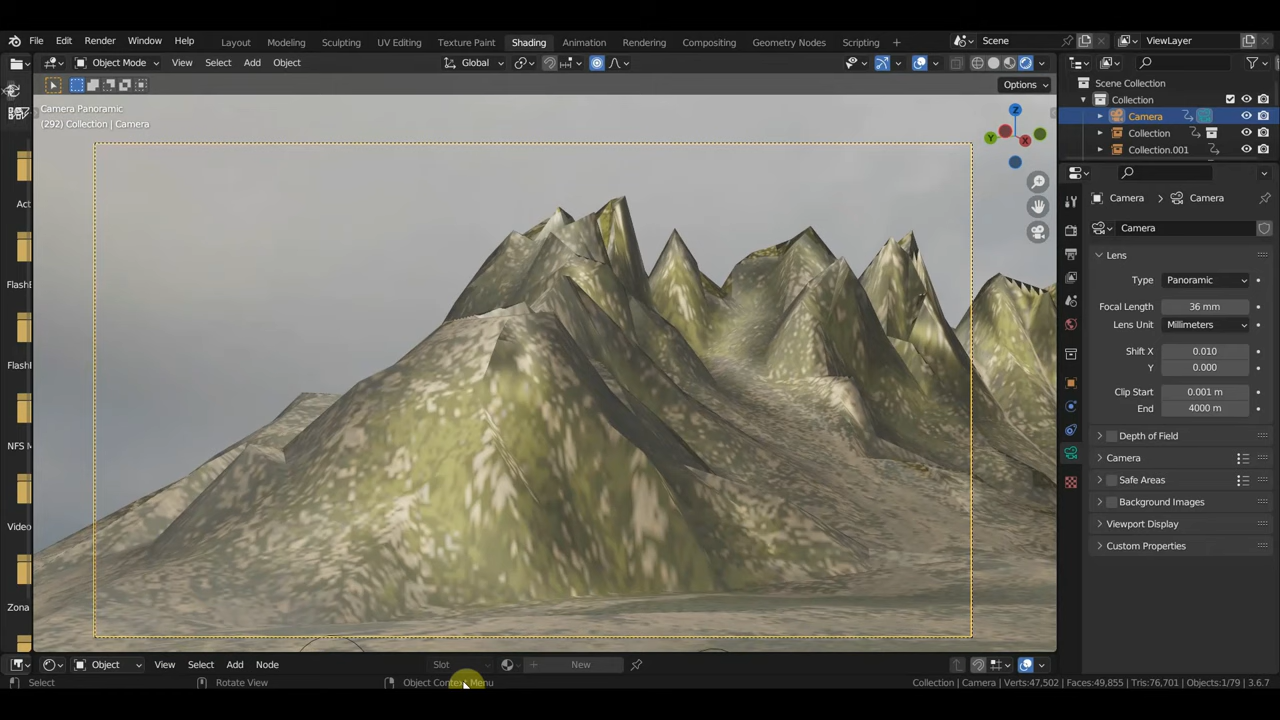 File Edit Render Window Help Layout Modeling Sculpting UV Editing Texture Paint Shading Animation Rendering Compositing Geometry Nodes Scripting + Scene ViewLayer
Object Mode View Select Add Object Global
Options
Scene Collection
Collection
Camera
Collection
Collection.001
Camera Panoramic
(292) Collection | Camera
Z
Y
X
Act
FlashB
FlashI
NFS M
Video
Zona
Camera > Camera
Camera
Lens
Type Panoramic
Focal Length 36 mm
Lens Unit Millimeters
Shift X 0.010
Y 0.000
Clip Start 0.001 m
End 4000 m
Depth of Field
Camera
Safe Areas
Background Images
Viewport Display
Custom Properties
Object View Select Add Node Slot New
Select Rotate View Object Context Menu Collection | Camera | Verts:47,502 | Faces:49,855 | Tris:76,701 | Objects:1/79 | 3.6.7